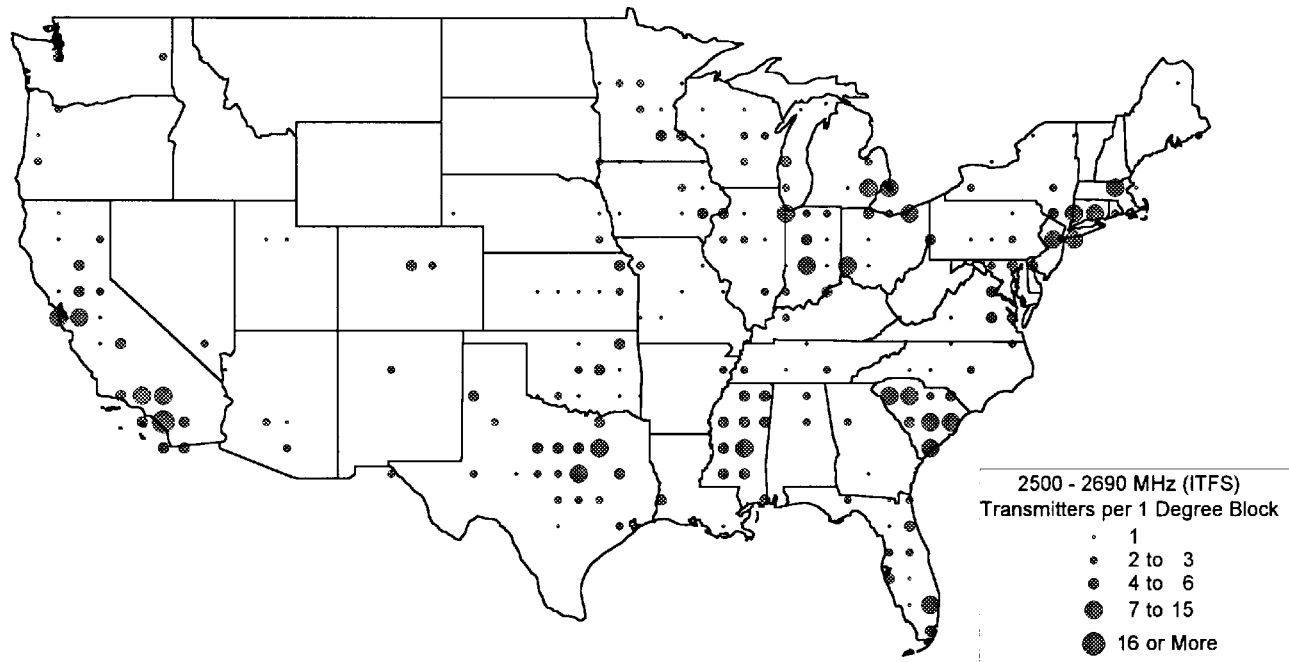 2500 - 2690 MHz (ITFS)
Transmitters per 1 Degree Block
1
2 to 3
4 to 6
7 to 15
16 or More